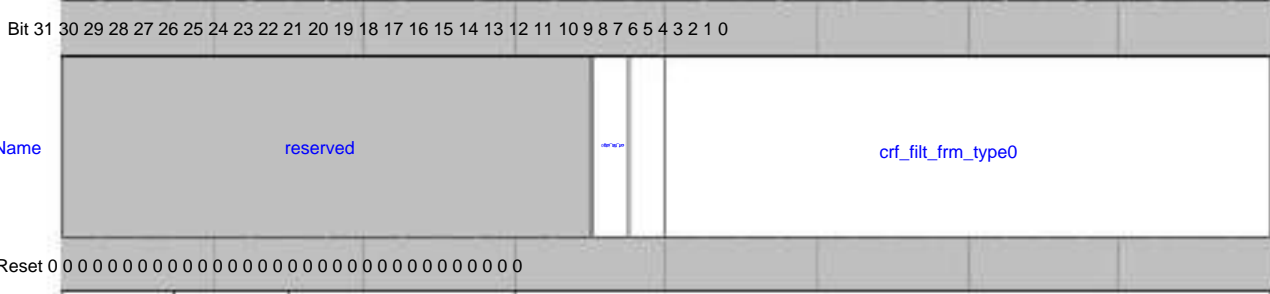 Bit 31 30 29 28 27 26 25 24 23 22 21 20 19 18 17 16 15 14 13 12 11 10 9 8 7 6 5 4 3 2 1 0
Name
reserved
crf_filt_frm_type0
Reset 0 0 0 0 0 0 0 0 0 0 0 0 0 0 0 0 0 0 0 0 0 0 0 0 0 0 0 0 0 0 0 0